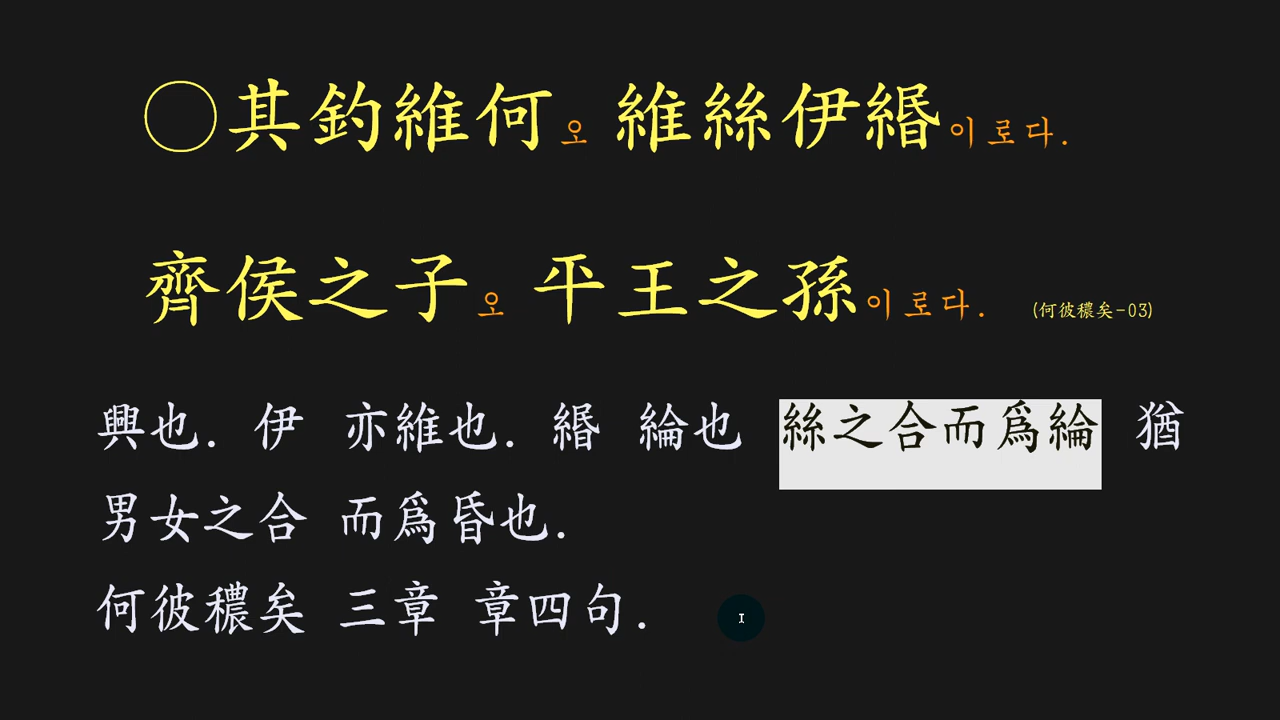 ○其釣維何오 維絲伊緡이로다.
齊侯之子오 平王之孫이로다. (何彼穠矣-03)
興也. 伊 亦維也. 緡 綸也 絲之合而爲綸 猶
男女之合 而爲昏也.
何彼穠矣 三章 章四句.